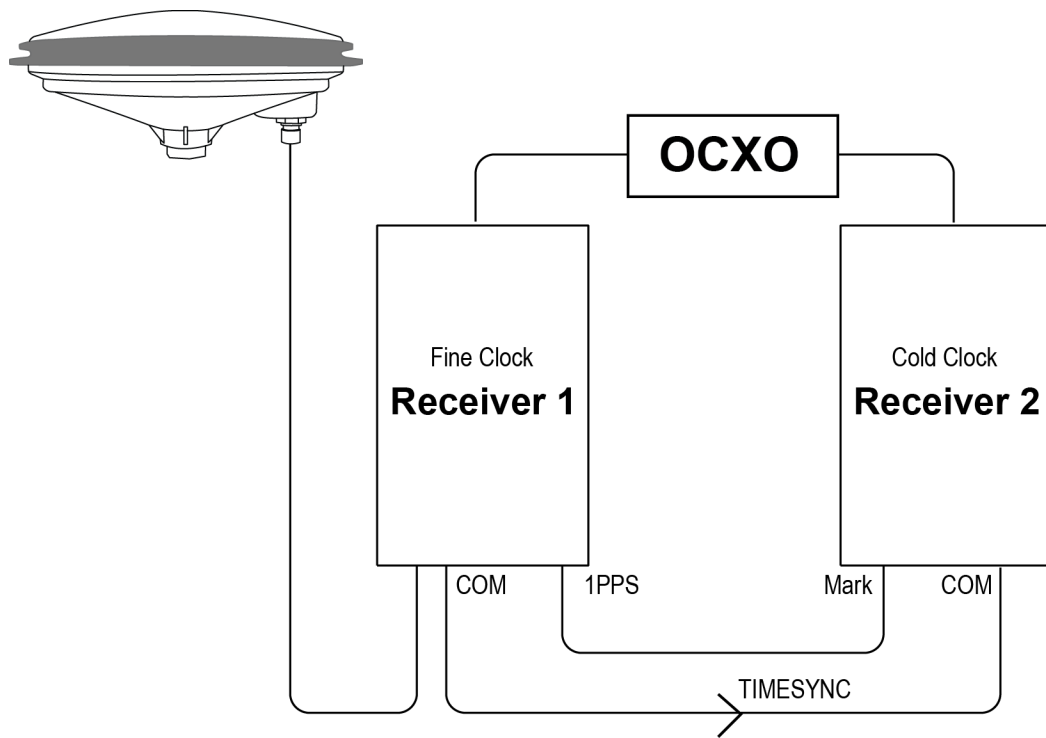 OCXO
Fine Clock
Receiver 1
Cold Clock
Receiver 2
COM
1PPS
Mark
COM
TIMESYNC